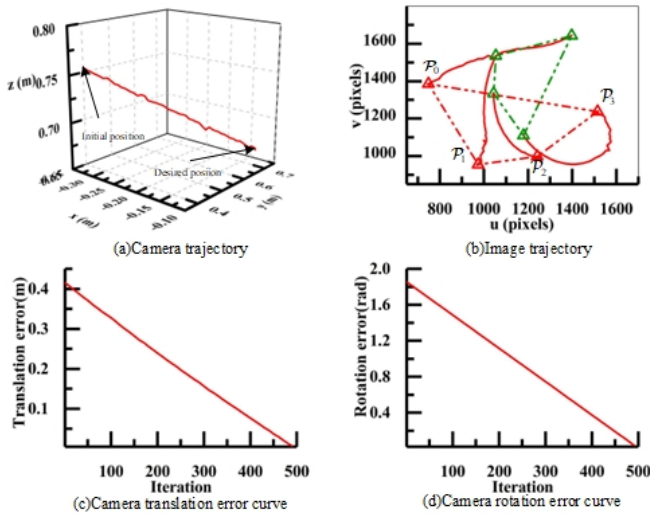 0.80
z (m)
0.75
0.70
0.65
Initial position
Desired position
-0.30
-0.25
-0.20
-0.15
-0.10
x (m)
0.4
0.5
0.6
0.7
y (m)
(a)Camera trajectory
1600
1400
1200
1000
v (pixels)
P0
P1
P2
P3
800 1000 1200 1400 1600
u (pixels)
(b)Image trajectory
0.4
0.3
0.2
0.1
Translation error(m)
100 200 300 400 500
Iteration
(c)Camera translation error curve
2.0
1.6
1.2
0.8
0.4
Rotation error(rad)
100 200 300 400 500
Iteration
(d)Camera rotation error curve